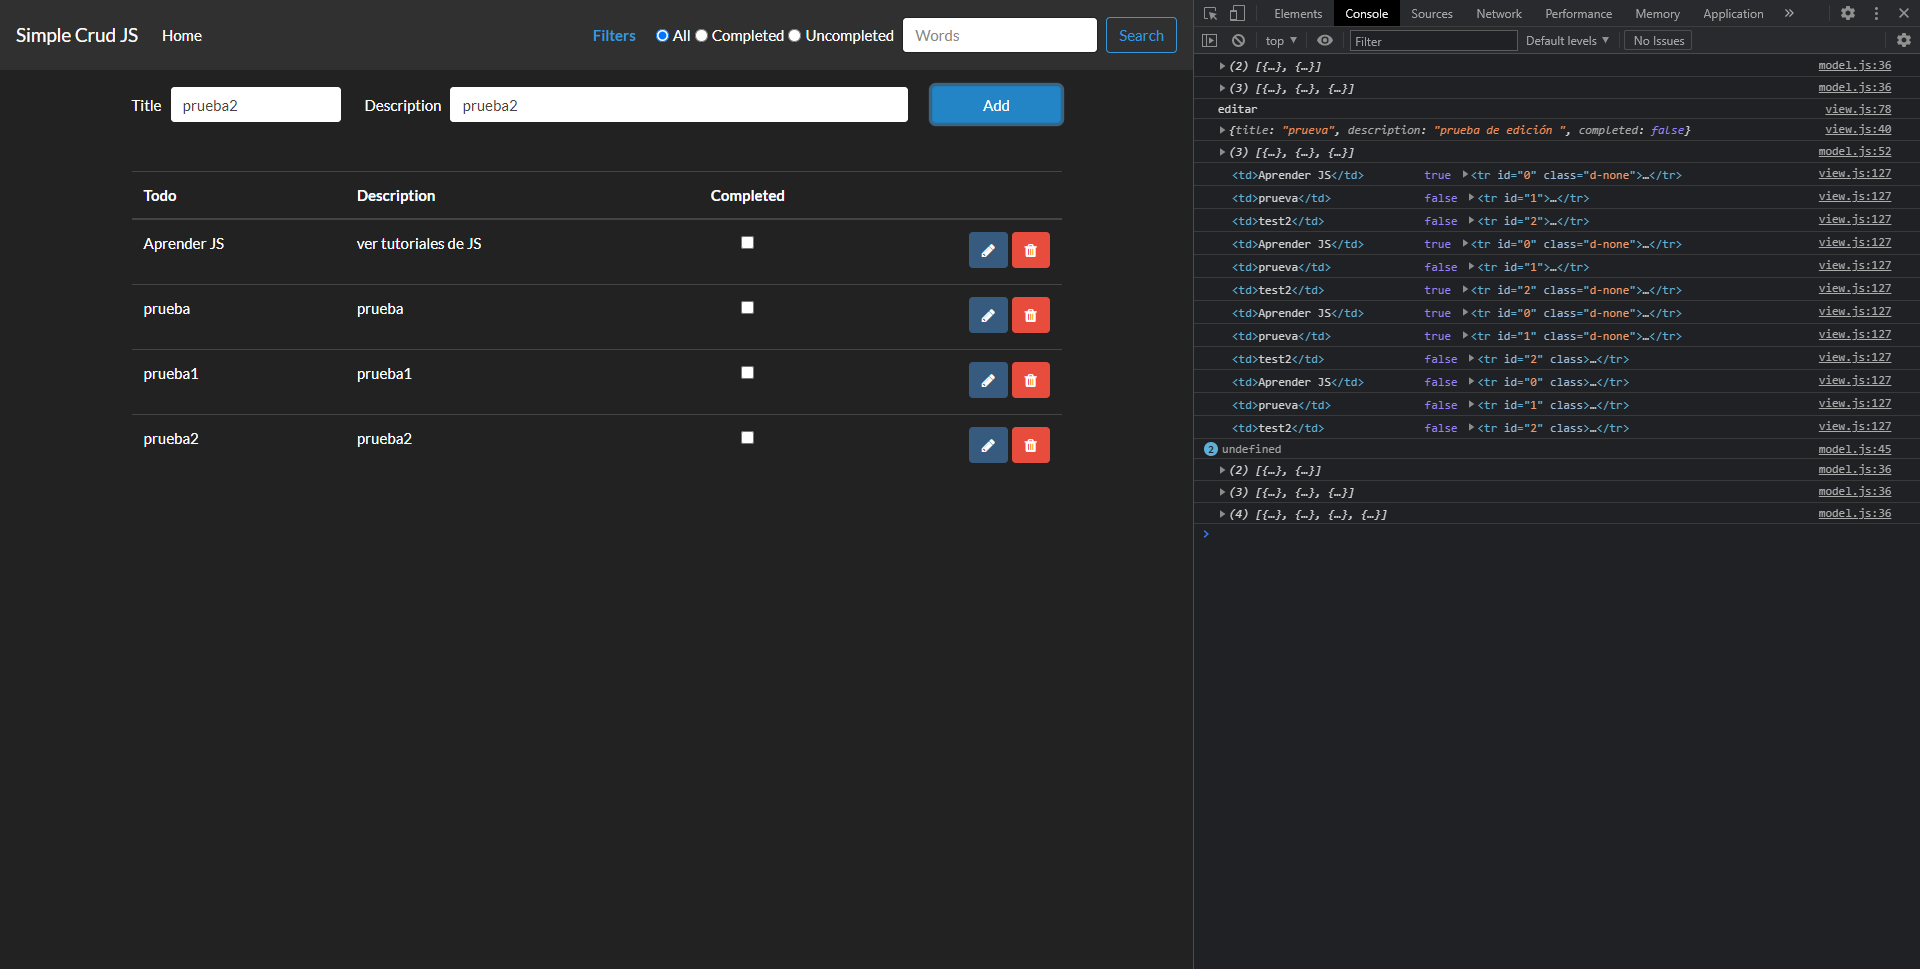 Simple Crud JS Home Filters All Completed Uncompleted Words Search
Title prueba2 Description prueba2 Add
Todo Description Completed
Aprender JS ver tutoriales de JS
prueba prueba
prueba1 prueba1
prueba2 prueba2
Elements Console Sources Network Performance Memory Application »
top ▼ Filter Default levels ▼ No Issues
▶(2) [{…}, {…}] model.js:36
▶(3) [{…}, {…}, {…}] model.js:36
editar view.js:78
▶{title: "prueva", description: "prueba de edición ", completed: false} view.js:40
▶(3) [{…}, {…}, {…}] model.js:52
<td>Aprender JS</td> true ▶<tr id="0" class="d-none">…</tr> view.js:127
<td>prueva</td> false ▶<tr id="1">…</tr> view.js:127
<td>test2</td> false ▶<tr id="2">…</tr> view.js:127
<td>Aprender JS</td> true ▶<tr id="0" class="d-none">…</tr> view.js:127
<td>prueva</td> false ▶<tr id="1">…</tr> view.js:127
<td>test2</td> true ▶<tr id="2" class="d-none">…</tr> view.js:127
<td>Aprender JS</td> true ▶<tr id="0" class="d-none">…</tr> view.js:127
<td>prueva</td> true ▶<tr id="1" class="d-none">…</tr> view.js:127
<td>test2</td> false ▶<tr id="2" class>…</tr> view.js:127
<td>Aprender JS</td> false ▶<tr id="0" class>…</tr> view.js:127
<td>prueva</td> false ▶<tr id="1" class>…</tr> view.js:127
<td>test2</td> false ▶<tr id="2" class>…</tr> view.js:127
2 undefined model.js:45
▶(2) [{…}, {…}] model.js:36
▶(3) [{…}, {…}, {…}] model.js:36
▶(4) [{…}, {…}, {…}, {…}] model.js:36
>